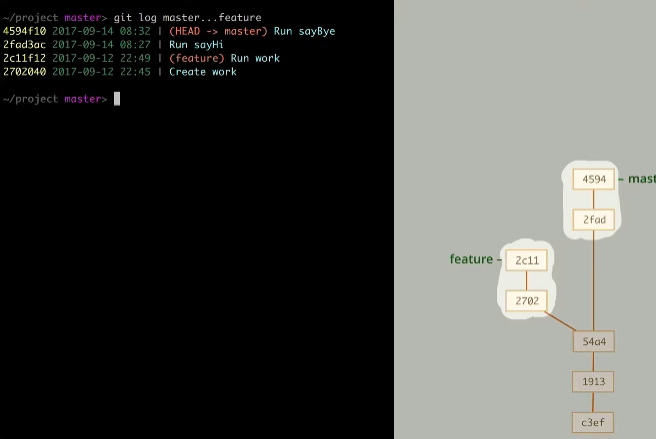 ~/project master> git log master...feature
4594f10 2017-09-14 08:32 | (HEAD -> master) Run sayBye
2fad3ac 2017-09-14 08:27 | Run sayHi
2c11f12 2017-09-12 22:49 | (feature) Run work
2702040 2017-09-12 22:45 | Create work
~/project master>
4594 – mast
2fad
feature – 2c11
2702
54a4
1913
c3ef